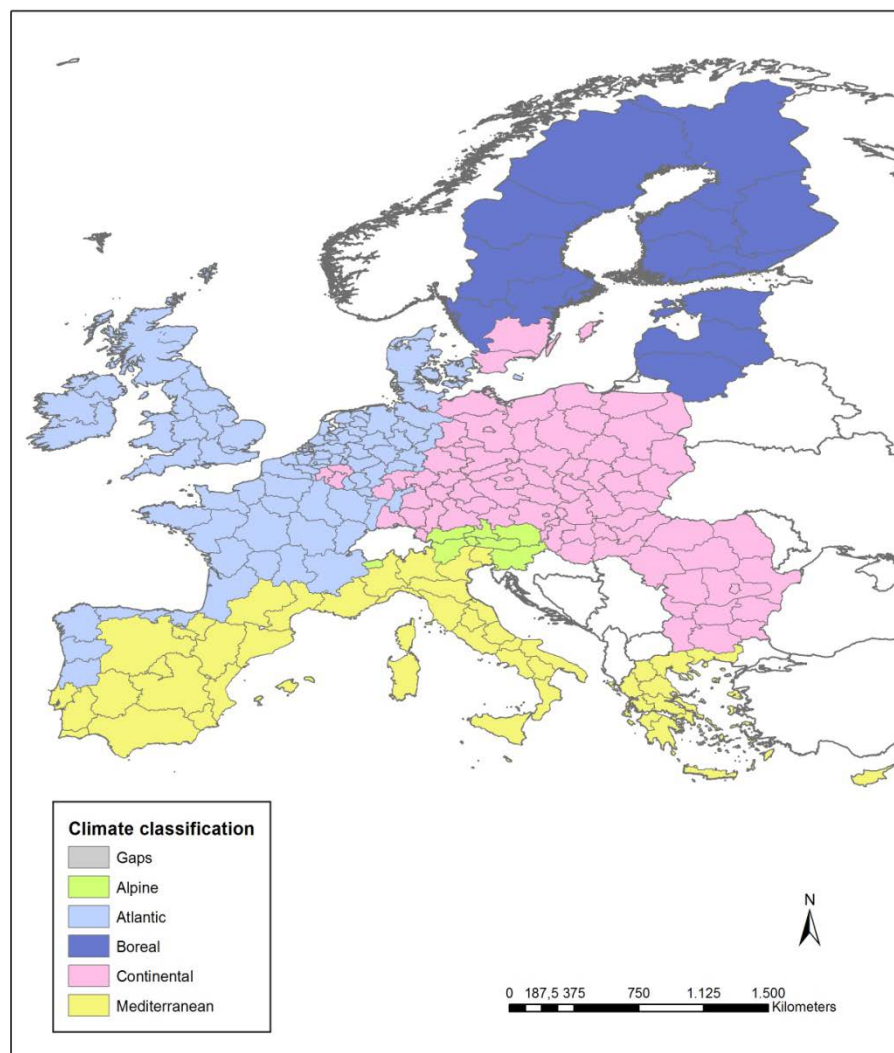 Climate classification
Gaps
Alpine
Atlantic
Boreal
Continental
Mediterranean
N
0 187,5 375 750 1.125 1.500
Kilometers